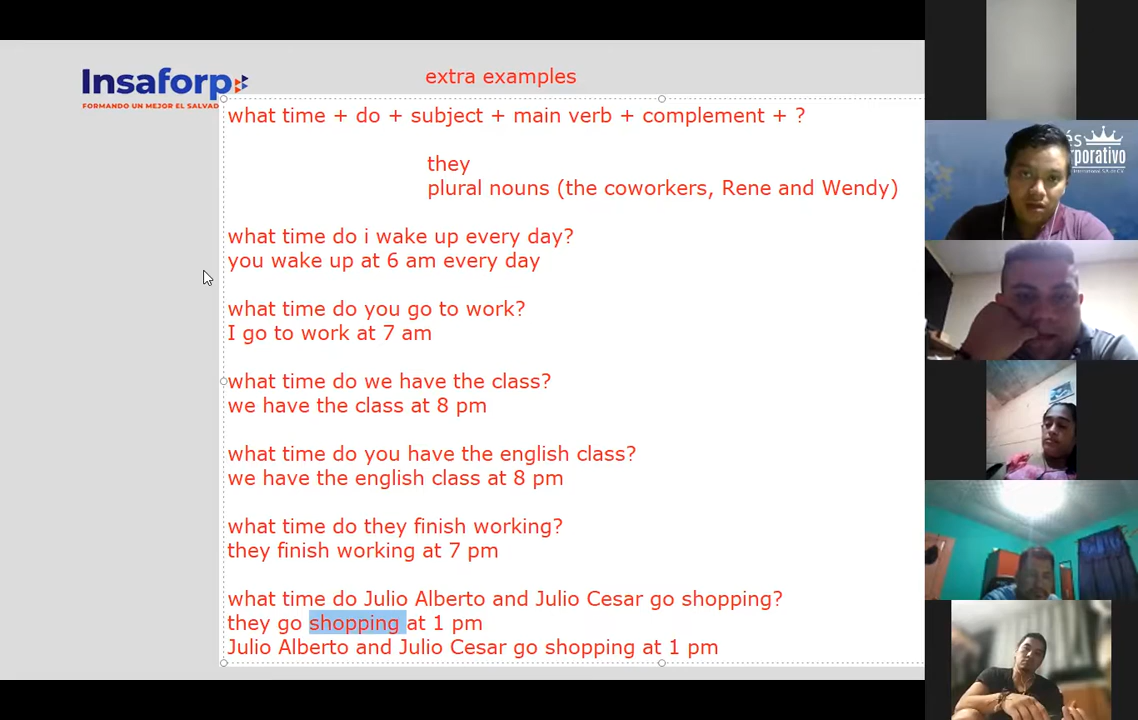 Insaforp
FORMANDO UN MEJOR EL SALVAD
extra examples
what time + do + subject + main verb + complement + ?
they
plural nouns (the coworkers, Rene and Wendy)
what time do i wake up every day?
you wake up at 6 am every day
what time do you go to work?
I go to work at 7 am
what time do we have the class?
we have the class at 8 pm
what time do you have the english class?
we have the english class at 8 pm
what time do they finish working?
they finish working at 7 pm
what time do Julio Alberto and Julio Cesar go shopping?
they go shopping at 1 pm
Julio Alberto and Julio Cesar go shopping at 1 pm
és
rporativo